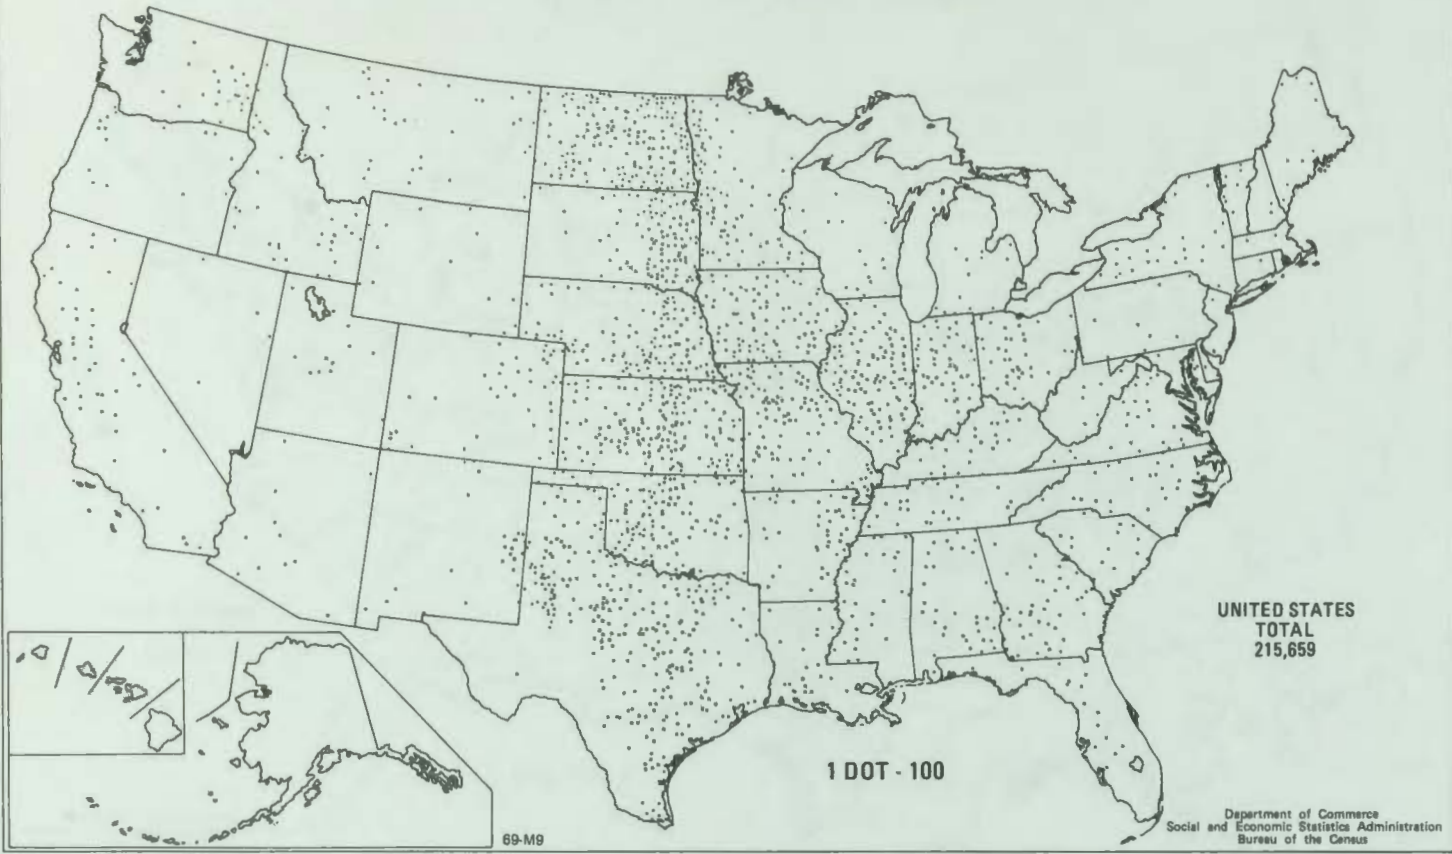 UNITED STATES
TOTAL
215,659
1 DOT - 100
69-M9
Department of Commerce
Social and Economic Statistics Administration
Bureau of the Census